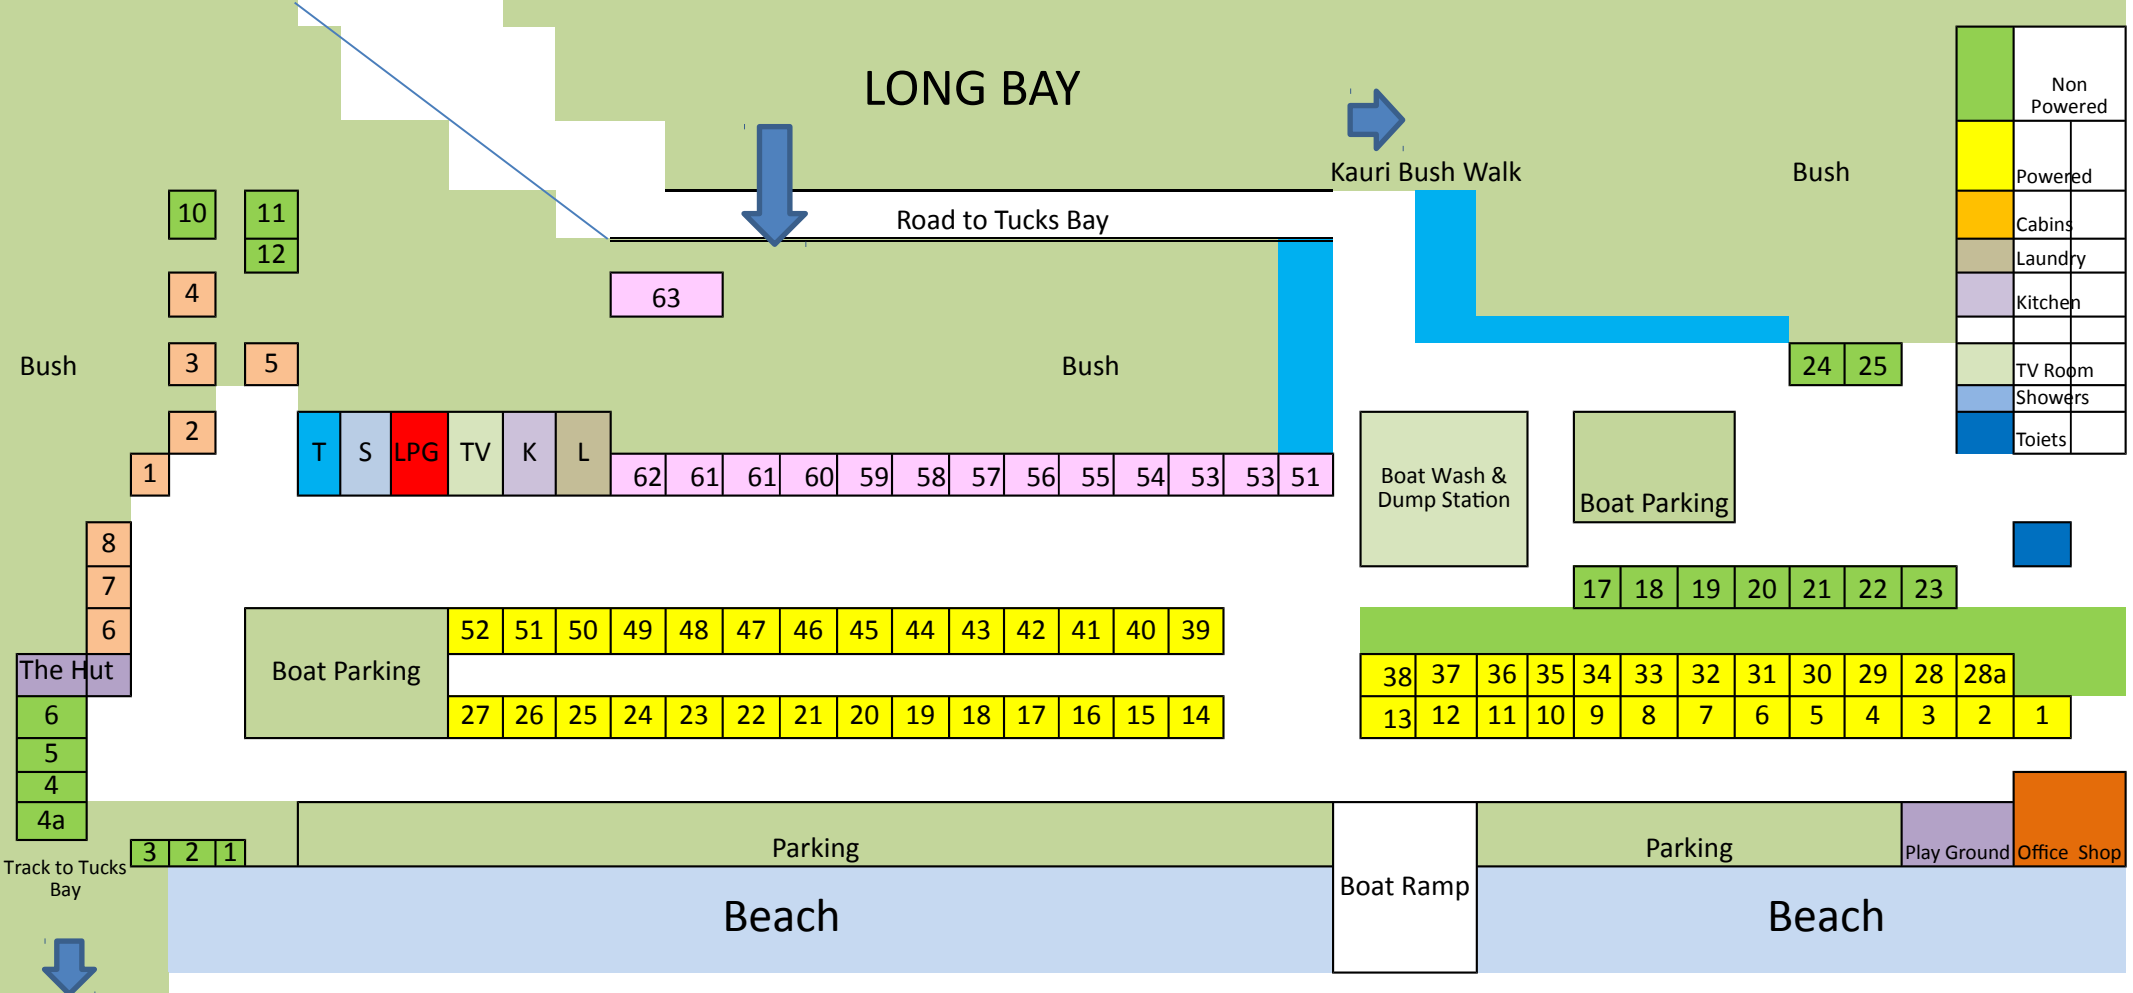 LONG BAY
Non
Powered
Kauri Bush Walk
Bush
Powered
10
11
Road to Tucks Bay
Cabins
12
Laundry
4
63
Kitchen
Bush
3
5
Bush
24
25
TV Room
Showers
2
T
S
LPG
TV
K
L
Toiets
1
62
61
61
60
59
58
57
56
55
54
53
53
51
Boat Wash &
Dump Station
Boat Parking
8
7
17
18
19
20
21
22
23
6
52
51
50
49
48
47
46
45
44
43
42
41
40
39
The Hut
Boat Parking
38
37
36
35
34
33
32
31
30
29
28
28a
6
27
26
25
24
23
22
21
20
19
18
17
16
15
14
13
12
11
10
9
8
7
6
5
4
3
2
1
5
4
4a
3
2
1
Parking
Parking
Play Ground
Office Shop
Track to Tucks
Bay
Boat Ramp
Beach
Beach